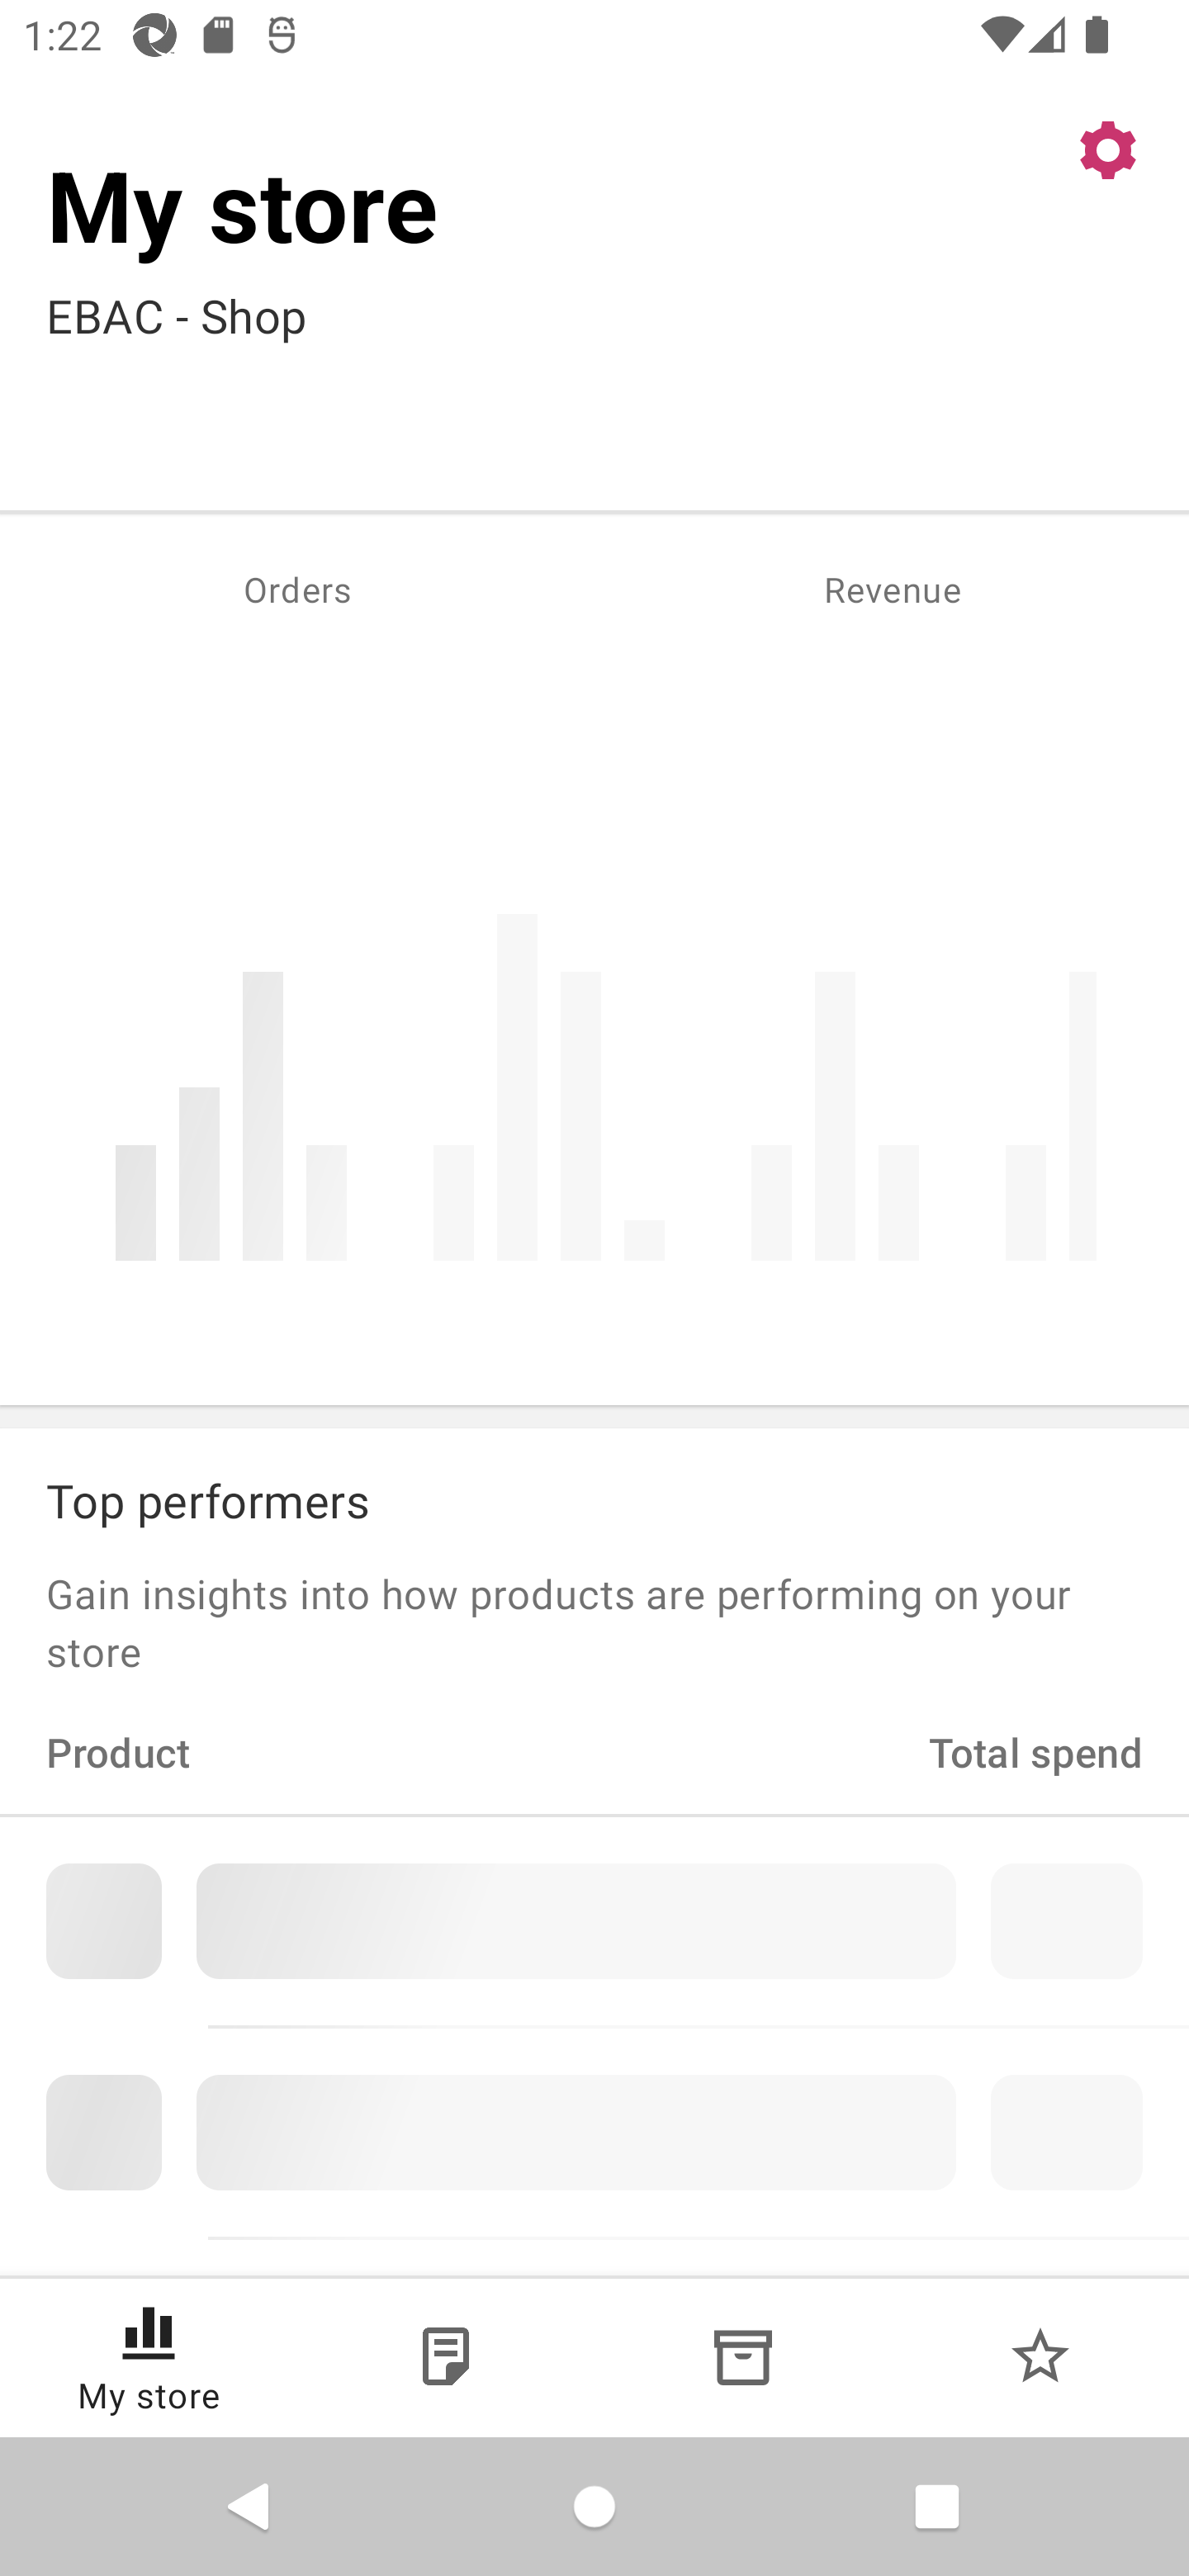 1:22
My store
EBAC - Shop
Orders
Revenue
Top performers
Gain insights into how products are performing on your
store
Product
Total spend
My store